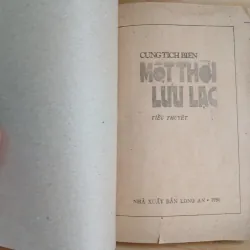 CUNG TÍCH BIỀN
MỘT THỜI
LƯU LẠC
TIỂU THUYẾT
NHÀ XUẤT BẢN LONG AN •